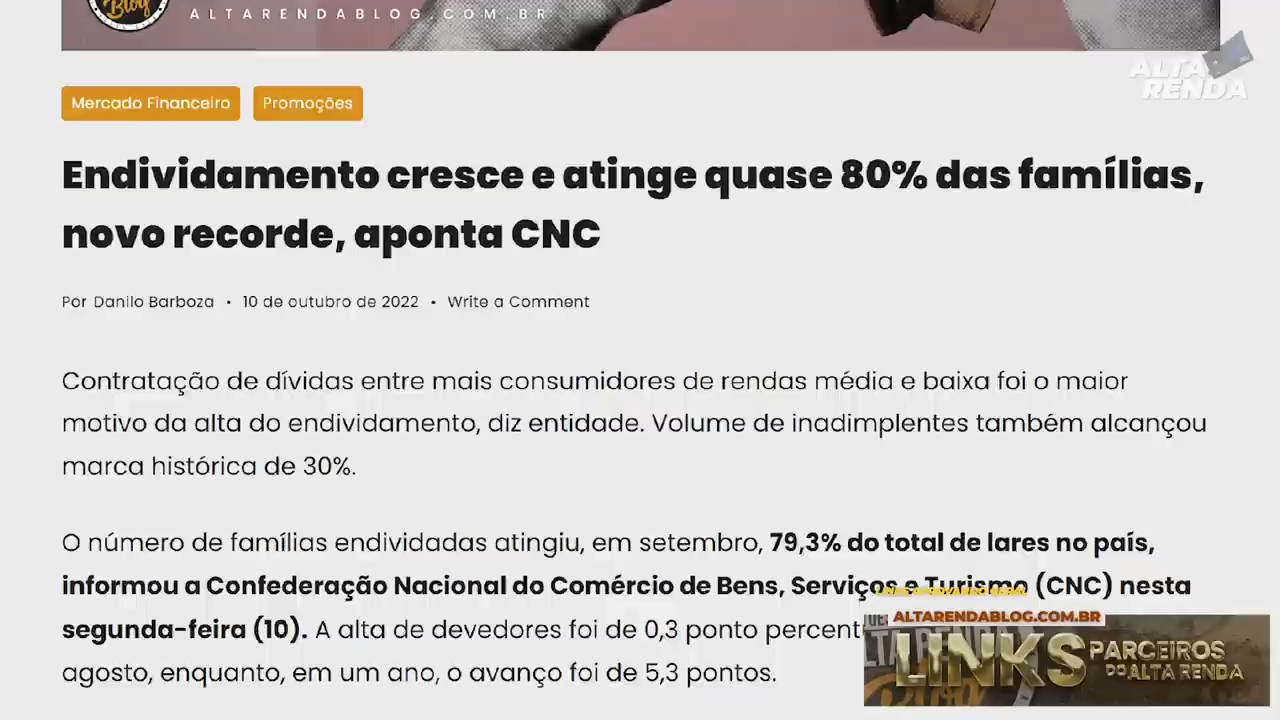 Blog
ALTARENDABLOG.COM.BR
ALTA
RENDA
Mercado Financeiro
Promoções
Endividamento cresce e atinge quase 80% das famílias,
novo recorde, aponta CNC
Por Danilo Barboza • 10 de outubro de 2022 • Write a Comment
Contratação de dívidas entre mais consumidores de rendas média e baixa foi o maior
motivo da alta do endividamento, diz entidade. Volume de inadimplentes também alcançou
marca histórica de 30%.
O número de famílias endividadas atingiu, em setembro, 79,3% do total de lares no país,
informou a Confederação Nacional do Comércio de Bens, Serviços e Turismo (CNC) nesta
segunda-feira (10). A alta de devedores foi de 0,3 ponto percent
agosto, enquanto, em um ano, o avanço foi de 5,3 pontos.
ALTARENDABLOG.COM.BR
LINKS PARCEIROS
DO ALTA RENDA